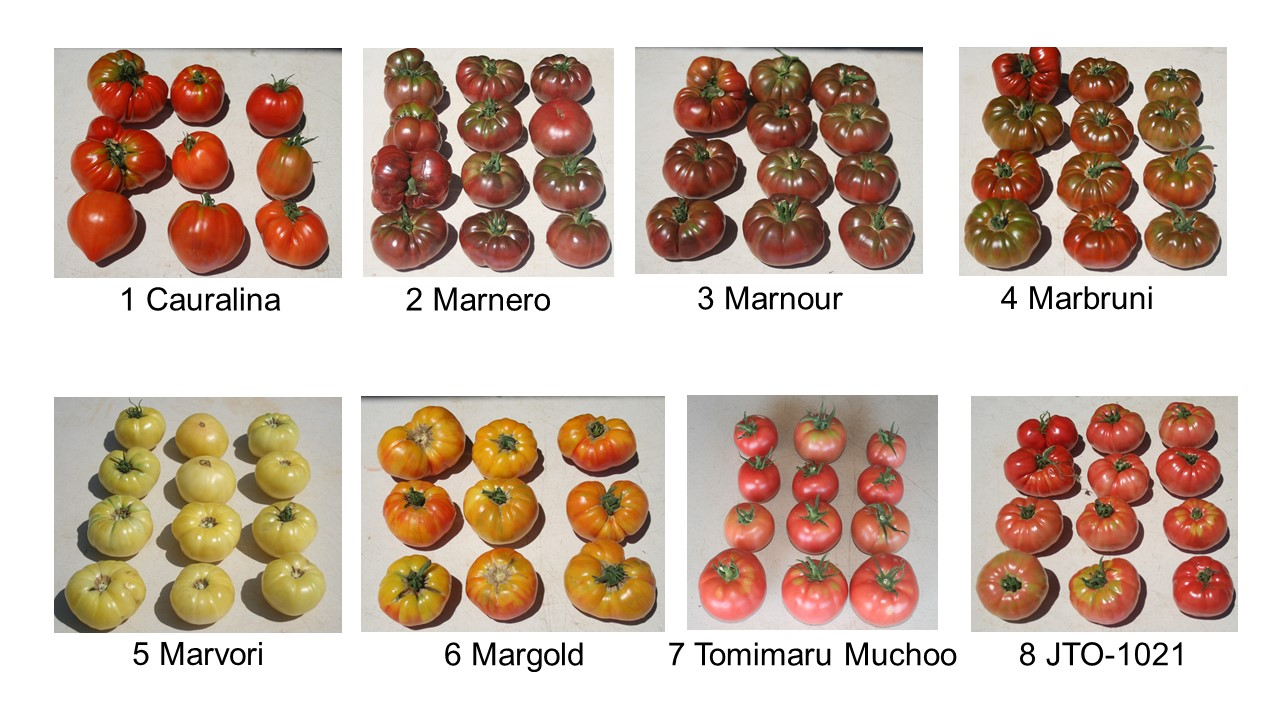 1 Cauralina
2 Marnero
3 Marnour
4 Marbruni
5 Marvori
6 Margold
7 Tomimaru Muchoo
8 JTO-1021